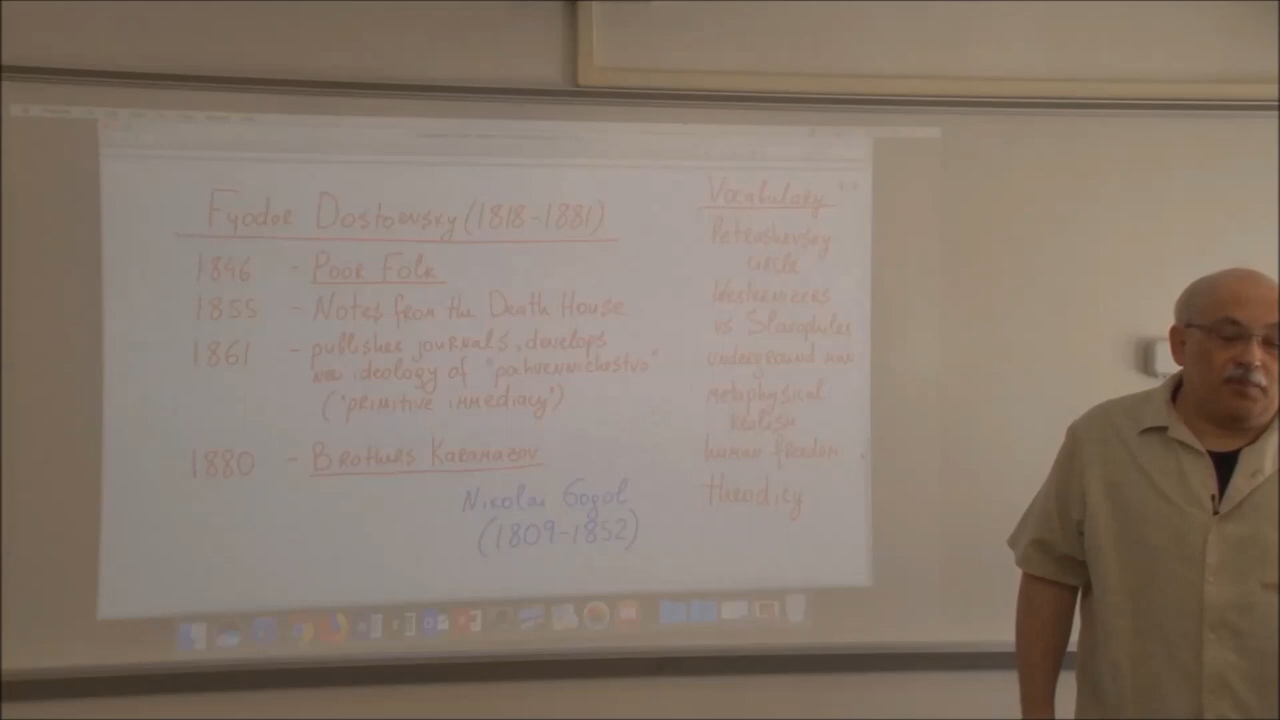 Fyodor Dostoevsky (1818-1881)
1846 - Poor Folk
1855 - Notes from the Death House
1861 - publishes journals, develops
new ideology of "pochvennichestvo"
('primitive immediacy')
1880 - Brothers Karamazov
Nikolai Gogol
(1809-1852)
Vocabulary
Petrashevsky
circle
Westernizers
vs Slavophiles
underground man
metaphysical
realism
human freedom
theodicy